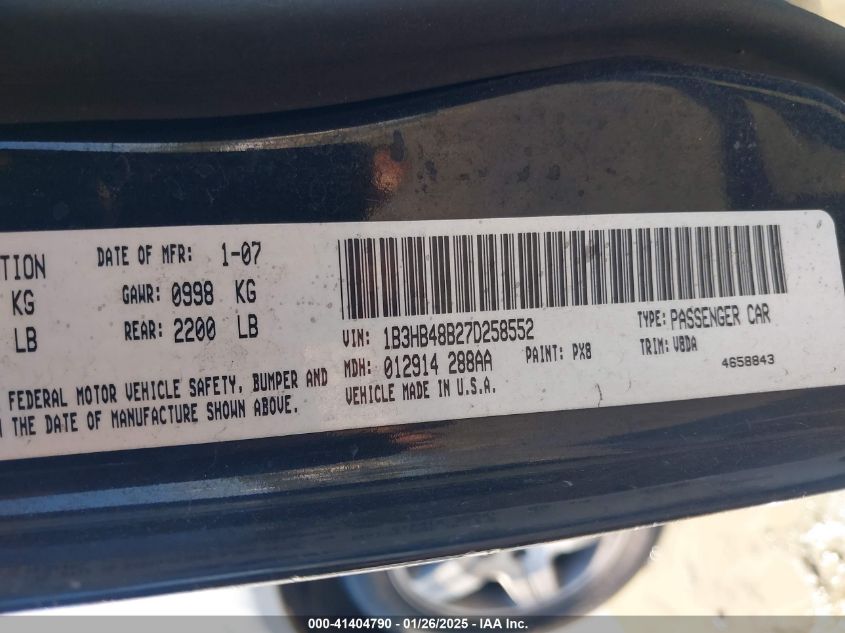 TION DATE OF MFR: 1-07
KG GAWR: 0998 KG
LB REAR: 2200 LB
FEDERAL MOTOR VEHICLE SAFETY, BUMPER AND
THE DATE OF MANUFACTURE SHOWN ABOVE.
VIN: 1B3HB48B27D258552 TYPE: PASSENGER CAR
MDH: 012914 288AA PAINT: PX8 TRIM: V8DA
VEHICLE MADE IN U.S.A. 4658843
000-41404790 — 01/26/2025 — IAA Inc.